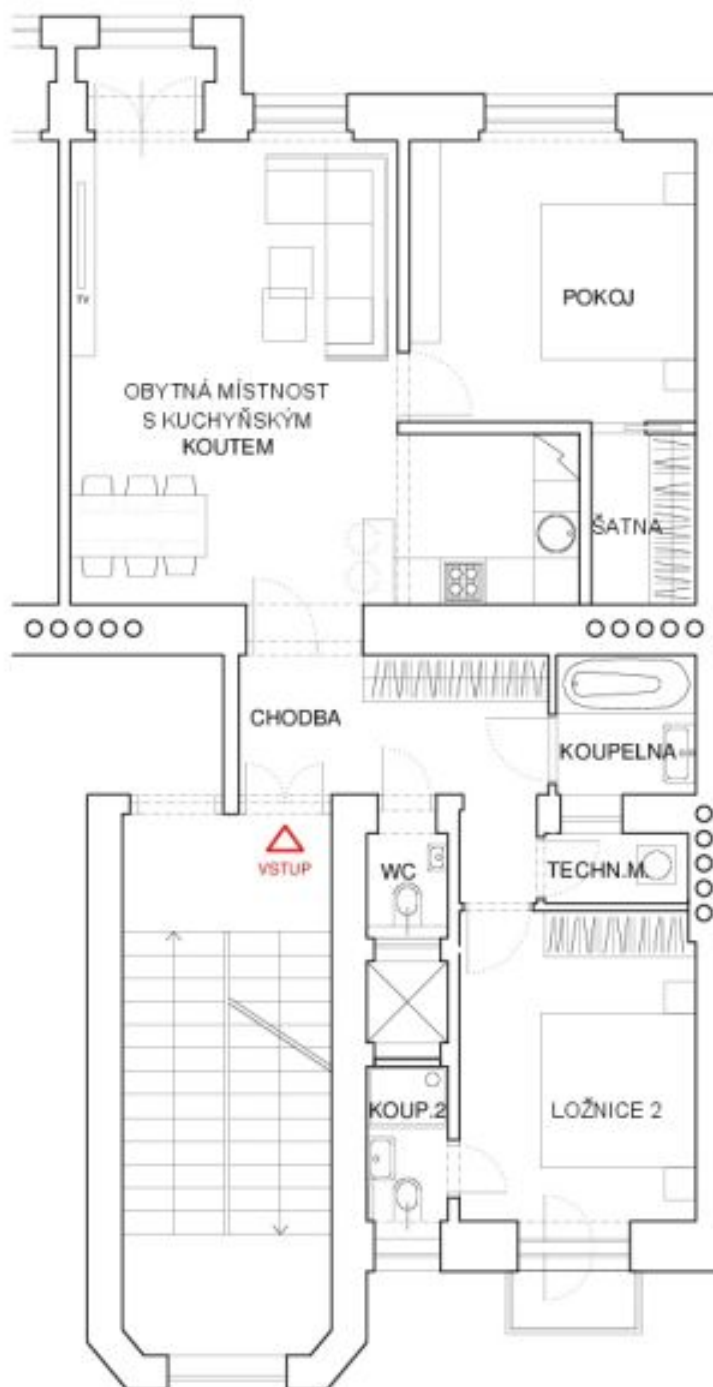 POKOJ
TV
OBYTNÁ MÍSTNOST
S KUCHYŇSKÝM
KOUTEM
ŠATNA
CHODBA
KOUPELNA
VSTUP
WC
TECHN.M.
KOUP.2
LOŽNICE 2